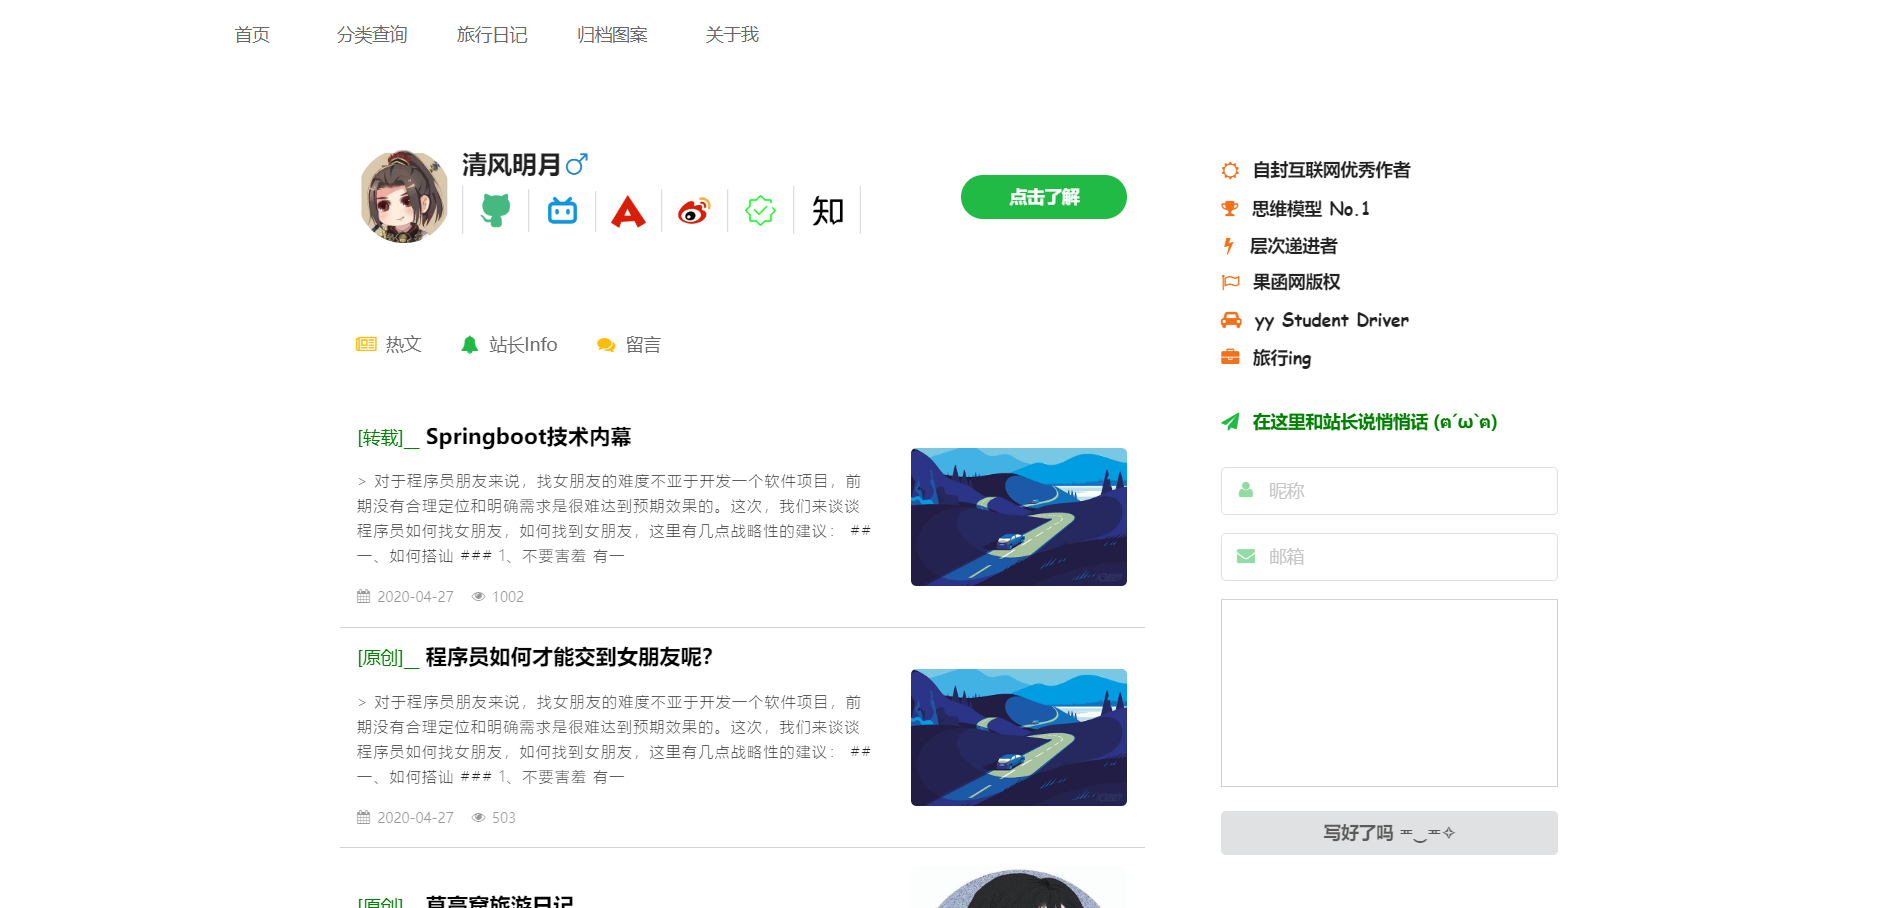 首页 分类查询 旅行日记 归档图案 关于我
清风明月
知
点击了解
热文 站长Info 留言
[转载]__ Springboot技术内幕
> 对于程序员朋友来说，找女朋友的难度不亚于开发一个软件项目，前
期没有合理定位和明确需求是很难达到预期效果的。这次，我们来谈谈
程序员如何找女朋友，如何找到女朋友，这里有几点战略性的建议： ##
一、如何搭讪 ### 1、不要害羞 有一
2020-04-27 1002
[原创]__ 程序员如何才能交到女朋友呢？
> 对于程序员朋友来说，找女朋友的难度不亚于开发一个软件项目，前
期没有合理定位和明确需求是很难达到预期效果的。这次，我们来谈谈
程序员如何找女朋友，如何找到女朋友，这里有几点战略性的建议： ##
一、如何搭讪 ### 1、不要害羞 有一
2020-04-27 503
[原创]__ 莫高窟旅游日记
自封互联网优秀作者
思维模型 No.1
层次递进者
果函网版权
yy Student Driver
旅行ing
在这里和站长说悄悄话 (ฅ´ω`ฅ)
昵称
邮箱
写好了吗 ≖‿≖✧